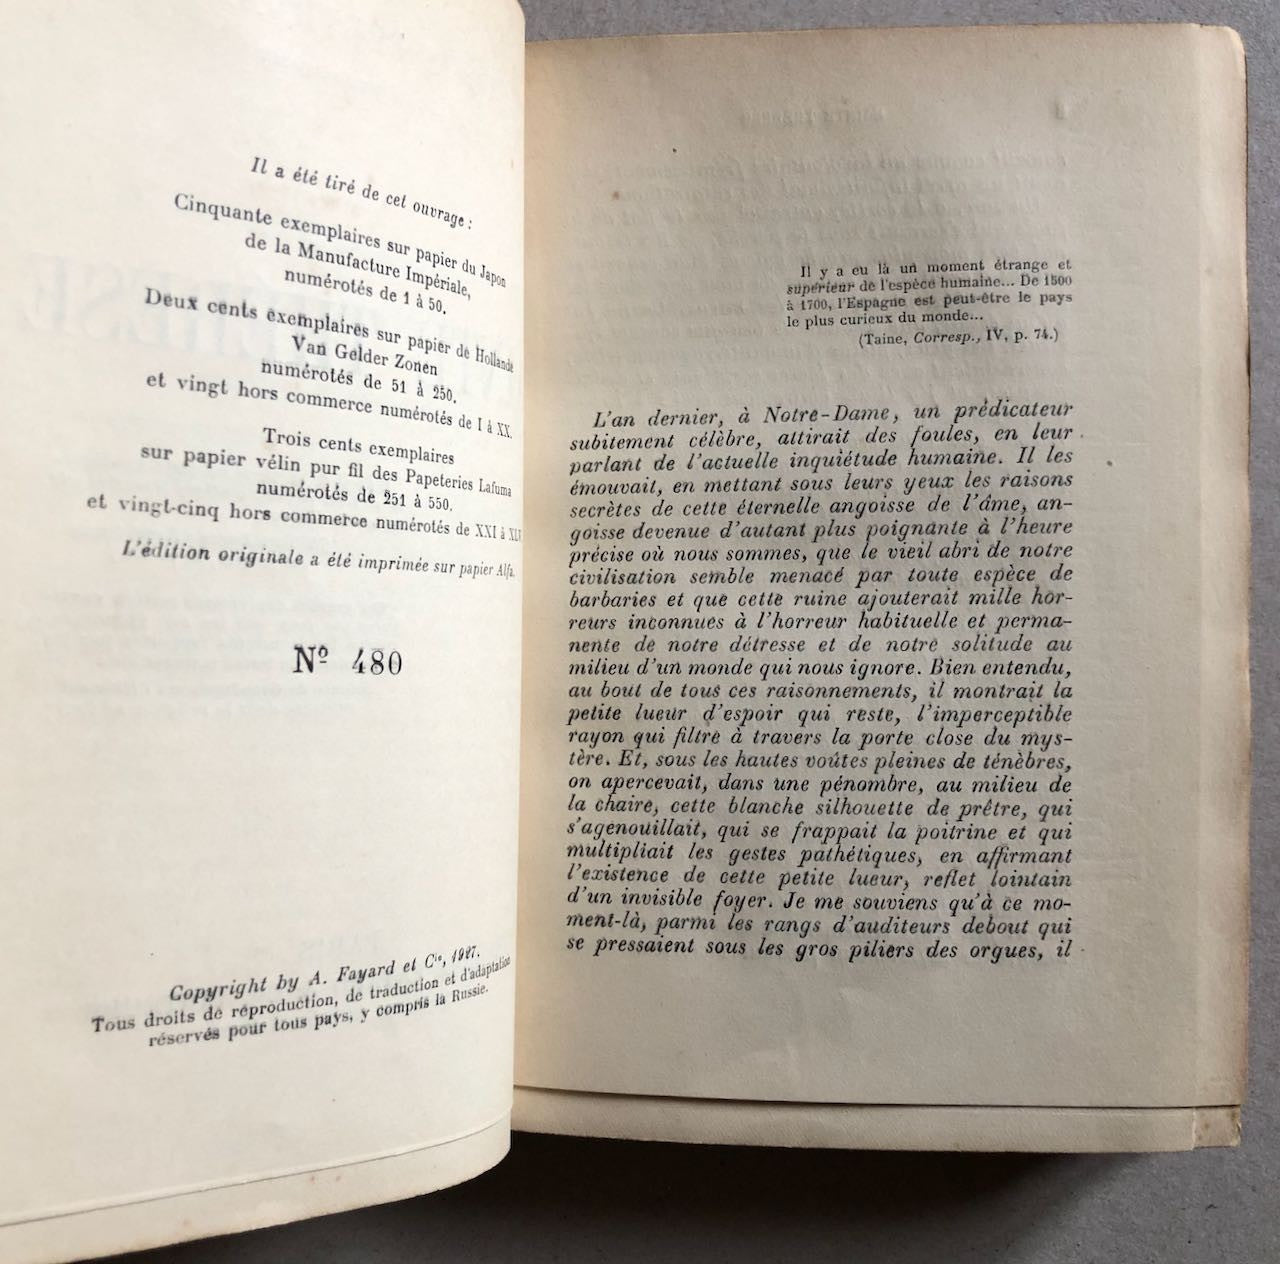 Il a été tiré de cet ouvrage :
Cinquante exemplaires sur papier du Japon
de la Manufacture Impériale,
numérotés de 1 à 50.
Deux cents exemplaires sur papier de Hollande
Van Gelder Zonen
numérotés de 51 à 250.
et vingt hors commerce numérotés de I à XX.
Trois cents exemplaires
sur papier vélin pur fil des Papeteries Lafuma
numérotés de 251 à 550.
et vingt-cinq hors commerce numérotés de XXI à
L'édition originale a été imprimée sur papier Alfa.
Nº 480
Copyright by A. Fayard et Cie, 1927.
Tous droits de reproduction, de traduction et d'adaptation
réservés pour tous pays, y compris la Russie.
Il y a eu là un moment étrange et
supérieur de l'espèce humaine... De 1500
à 1700, l'Espagne est peut-être le pays
le plus curieux du monde...
(Taine, Corresp., IV, p. 74.)
L'an dernier, à Notre-Dame, un prédicateur
subitement célèbre, attirait des foules, en leur
parlant de l'actuelle inquiétude humaine. Il les
émouvait, en mettant sous leurs yeux les raisons
secrètes de cette éternelle angoisse de l'âme, an-
goisse devenue d'autant plus poignante à l'heure
précise où nous sommes, que le vieil abri de notre
civilisation semble menacé par toute espèce de
barbaries et que cette ruine ajouterait mille hor-
reurs inconnues à l'horreur habituelle et perma-
nente de notre détresse et de notre solitude au
milieu d'un monde qui nous ignore. Bien entendu,
au bout de tous ces raisonnements, il montrait la
petite lueur d'espoir qui reste, l'imperceptible
rayon qui filtre à travers la porte close du mys-
tère. Et, sous les hautes voûtes pleines de ténèbres,
on apercevait, dans une pénombre, au milieu de
la chaire, cette blanche silhouette de prêtre, qui
s'agenouillait, qui se frappait la poitrine et qui
multipliait les gestes pathétiques, en affirmant
l'existence de cette petite lueur, reflet lointain
d'un invisible foyer. Je me souviens qu'à ce mo-
ment-là, parmi les rangs d'auditeurs debout qui
se pressaient sous les gros piliers des orgues, il